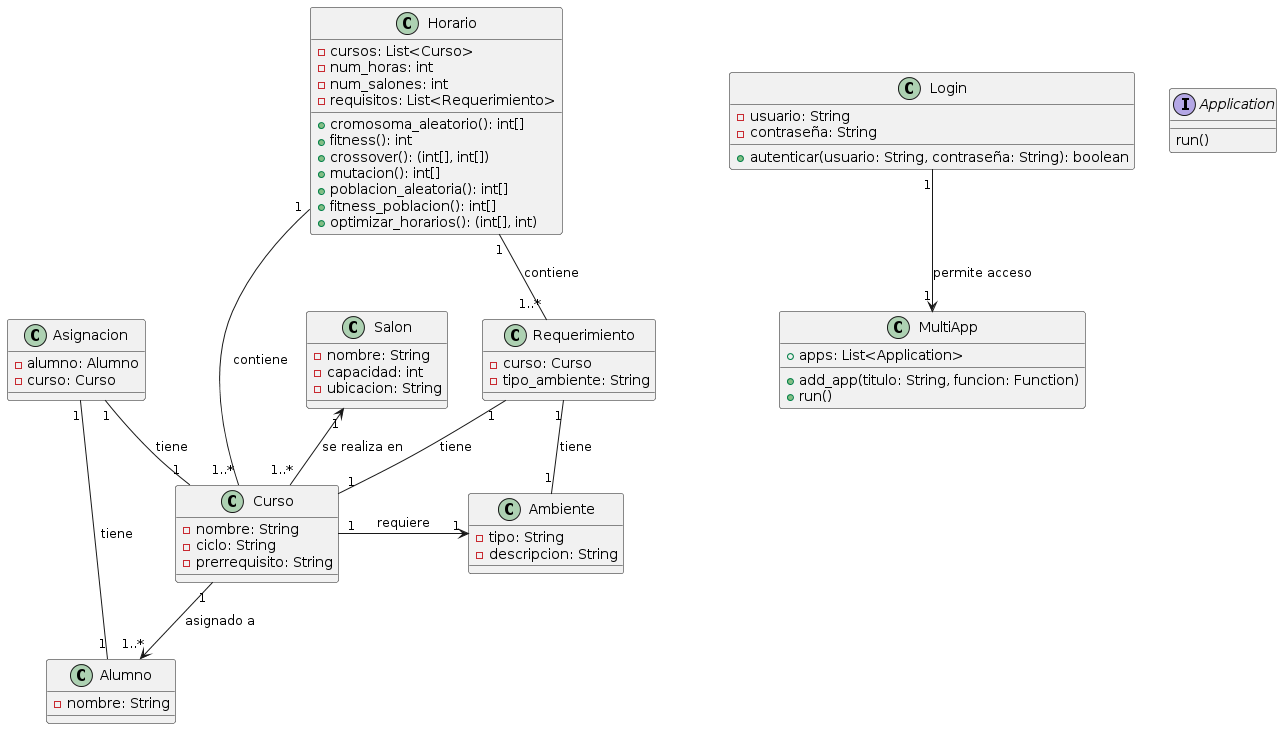 C Horario
cursos: List<Curso>
num_horas: int
num_salones: int
requisitos: List<Requerimiento>
cromosoma_aleatorio(): int[]
fitness(): int
crossover(): (int[], int[])
mutacion(): int[]
poblacion_aleatoria(): int[]
fitness_poblacion(): int[]
optimizar_horarios(): (int[], int)
C Login
usuario: String
contraseña: String
autenticar(usuario: String, contraseña: String): boolean
I Application
run()
1
1
contiene
1..*
1
permite acceso
1
contiene
C Asignacion
alumno: Alumno
curso: Curso
C Salon
nombre: String
capacidad: int
ubicacion: String
C Requerimiento
curso: Curso
tipo_ambiente: String
C MultiApp
apps: List<Application>
add_app(titulo: String, funcion: Function)
run()
1
1
tiene
1
1..*
1
se realiza en
1..*
1
tiene
1
1
tiene
1
C Curso
nombre: String
ciclo: String
prerrequisito: String
1
requiere
1
C Ambiente
tipo: String
descripcion: String
tiene
1
1
asignado a
1..*
C Alumno
nombre: String